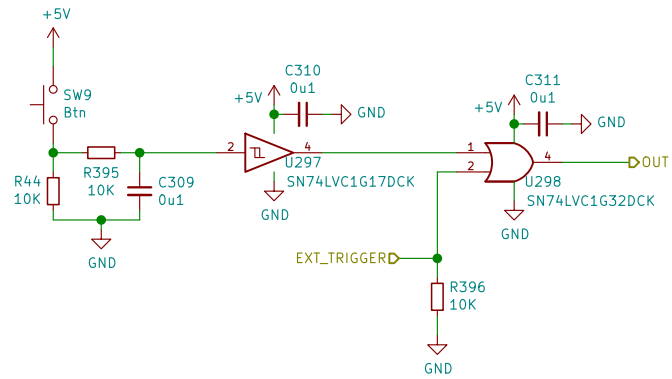 +5V
SW9
Btn
R44
10K
R395
10K
C309
0u1
GND
+5V
C310
0u1
GND
2
4
U297
SN74LVC1G17DCK
GND
+5V
C311
0u1
GND
1
2
4
U298
SN74LVC1G32DCK
GND
OUT
EXT_TRIGGER
R396
10K
GND